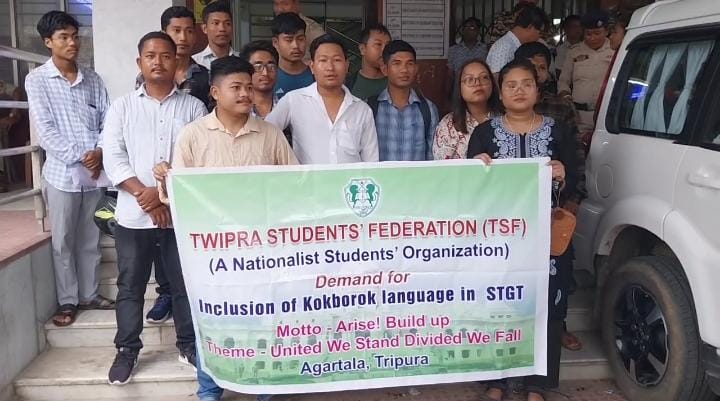 TWIPRA STUDENTS' FEDERATION (TSF)
(A Nationalist Students' Organization)
Demand for
Inclusion of Kokborok language in STGT
Motto - Arise! Build up
Theme - United We Stand Divided We Fall
Agartala, Tripura